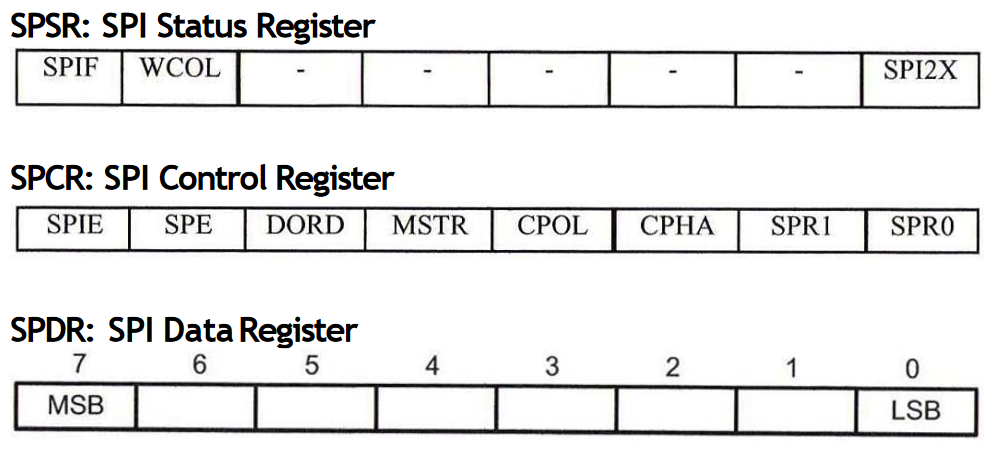 SPSR: SPI Status Register
SPIF WCOL - - - - - SPI2X
SPCR: SPI Control Register
SPIE SPE DORD MSTR CPOL CPHA SPR1 SPR0
SPDR: SPI Data Register
7 6 5 4 3 2 1 0
MSB LSB